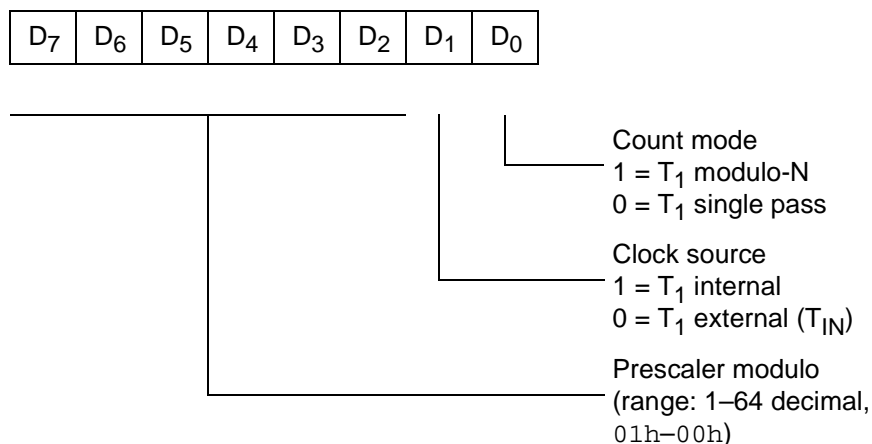 D7 D6 D5 D4 D3 D2 D1 D0
Count mode
1 = T1 modulo-N
0 = T1 single pass
Clock source
1 = T1 internal
0 = T1 external (TIN)
Prescaler modulo
(range: 1–64 decimal,
01h–00h)